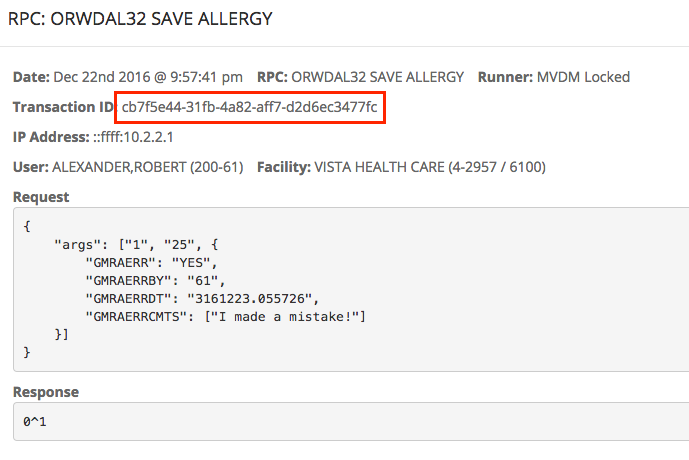 RPC: ORWDAL32 SAVE ALLERGY
Date: Dec 22nd 2016 @ 9:57:41 pm RPC: ORWDAL32 SAVE ALLERGY Runner: MVDM Locked
Transaction ID: cb7f5e44-31fb-4a82-aff7-d2d6ec3477fc
IP Address: ::ffff:10.2.2.1
User: ALEXANDER,ROBERT (200-61) Facility: VISTA HEALTH CARE (4-2957 / 6100)
Request
{
    "args": ["1", "25", {
        "GMRAERR": "YES",
        "GMRAERRBY": "61",
        "GMRAERRDT": "3161223.055726",
        "GMRAERRCMTS": ["I made a mistake!"]
    }]
}
Response
0^1